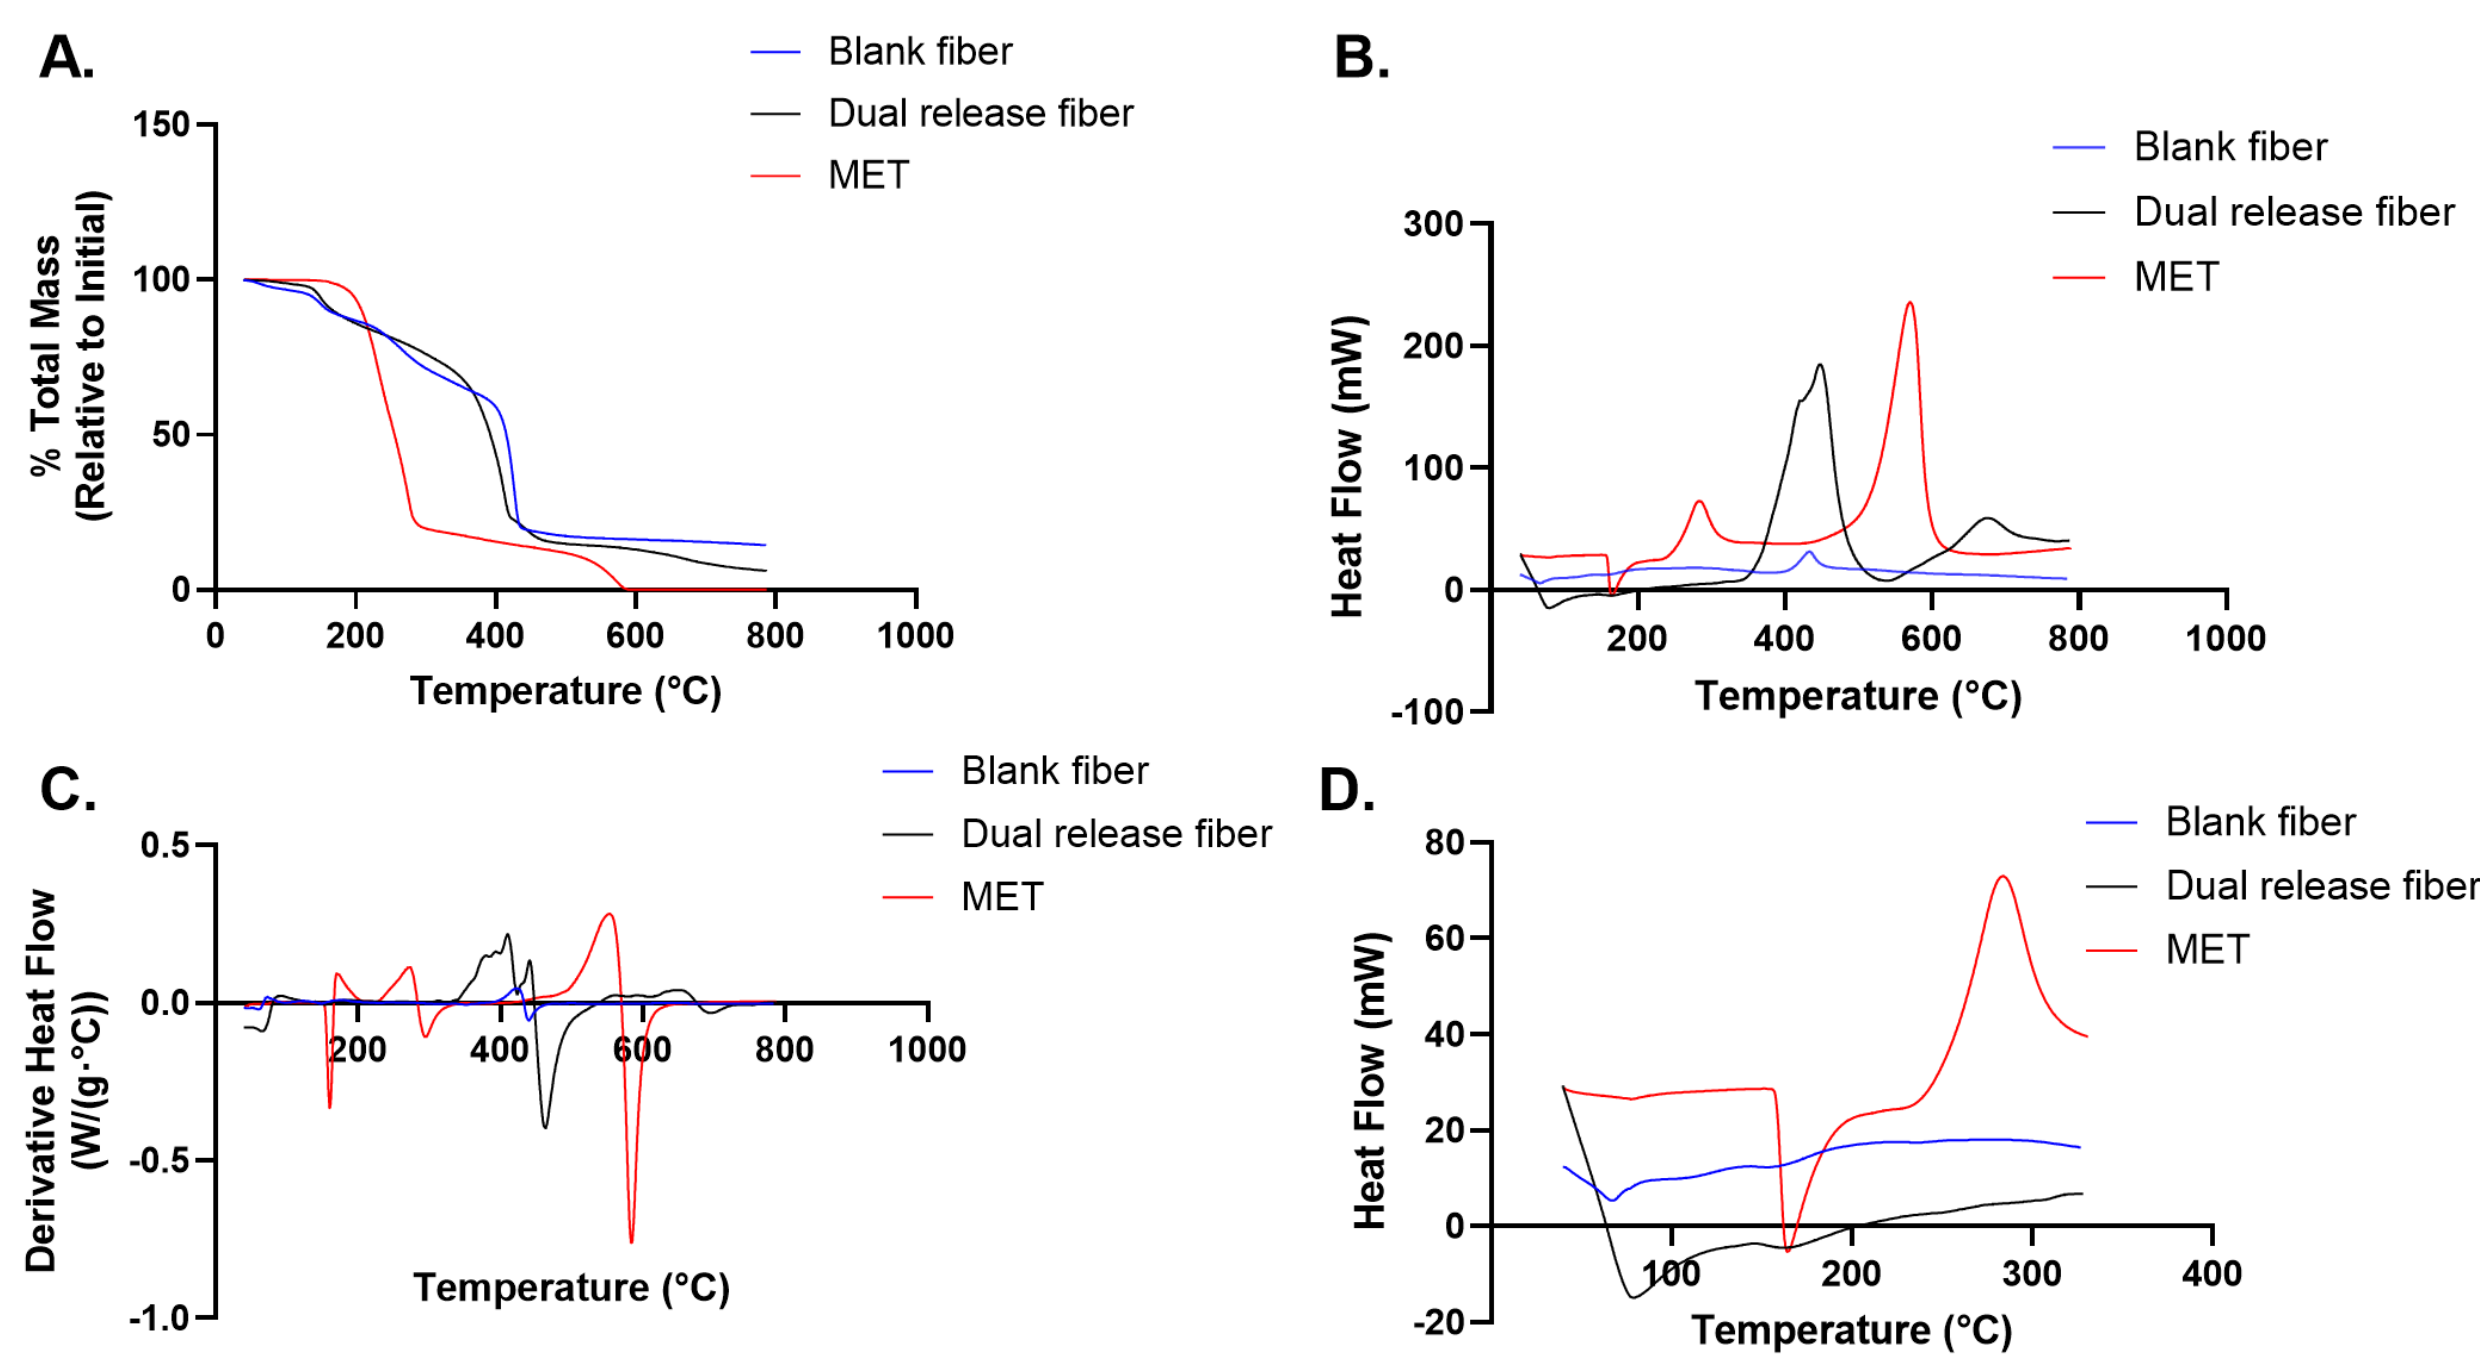 A.
Blank fiber
Dual release fiber
MET
% Total Mass
(Relative to Initial)
150
100
50
0
0 200 400 600 800 1000
Temperature (°C)
B.
Blank fiber
Dual release fiber
MET
Heat Flow (mW)
300
200
100
0
-100
200 400 600 800 1000
Temperature (°C)
C.
Blank fiber
Dual release fiber
MET
Derivative Heat Flow
(W/(g·°C))
0.5
0.0
-0.5
-1.0
200 400 600 800 1000
Temperature (°C)
D.
Blank fiber
Dual release fiber
MET
Heat Flow (mW)
80
60
40
20
0
-20
100 200 300 400
Temperature (°C)